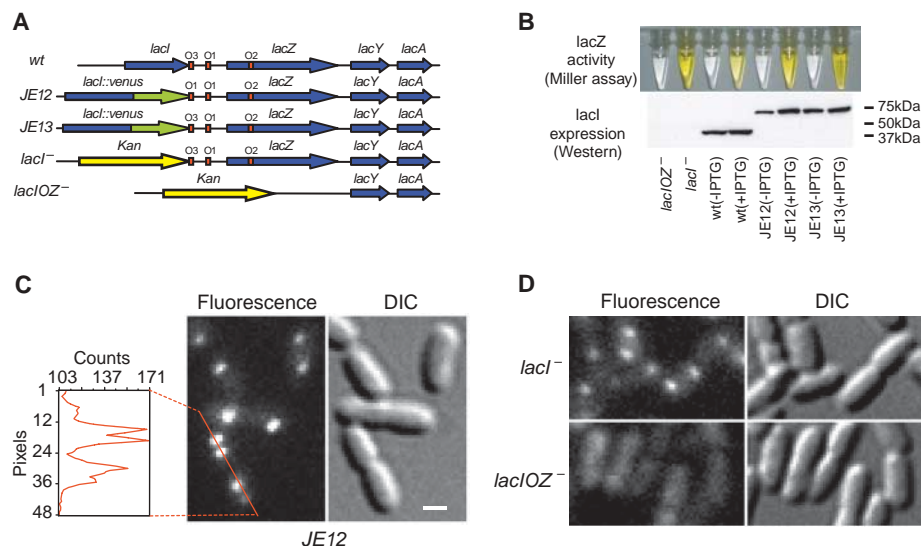 A
lacI
O3 O1 O2
lacZ
lacY
lacA
wt
lacI::venus
O1
O3 O2
lacZ
lacY
lacA
JE12
lacI::venus
O3 O1 O2
lacZ
lacY
lacA
JE13
Kan
O3 O1 O2
lacZ
lacY
lacA
lacI⁻
Kan
lacY
lacA
lacIOZ⁻
B
lacZ
activity
(Miller assay)
lacI
expression
(Western)
75kDa
50kDa
37kDa
lacIOZ⁻
lacI⁻
wt(-IPTG)
wt(+IPTG)
JE12(-IPTG)
JE12(+IPTG)
JE13(-IPTG)
JE13(+IPTG)
C
Fluorescence
DIC
Counts
103 137 171
1
12
24
36
48
Pixels
JE12
D
Fluorescence
DIC
lacI⁻
lacIOZ⁻